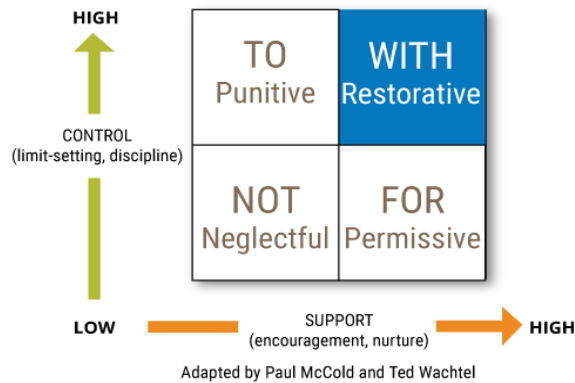 HIGH
TO
Punitive
WITH
Restorative
CONTROL
(limit-setting, discipline)
NOT
Neglectful
FOR
Permissive
LOW
SUPPORT
(encouragement, nurture)
HIGH
Adapted by Paul McCold and Ted Wachtel